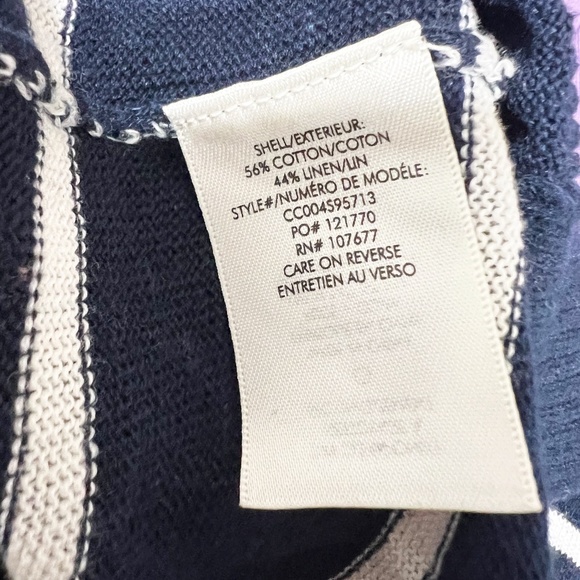 SHELL/EXTERIEUR:
56% COTTON/COTON
44% LINEN/LIN
STYLE#/NUMÉRO DE MODÉLE:
CC004S95713
PO# 121770
RN# 107677
CARE ON REVERSE
ENTRETIEN AU VERSO